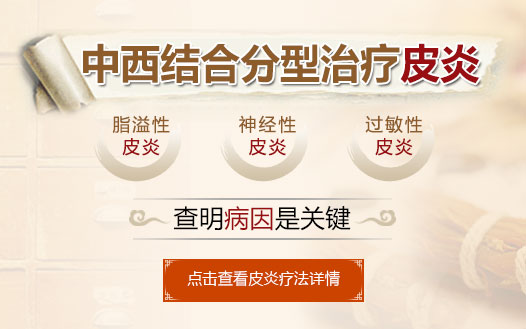 中西结合分型治疗皮炎
脂溢性 神经性 过敏性
皮炎 皮炎 皮炎
查明病因是关键
点击查看皮炎疗法详情